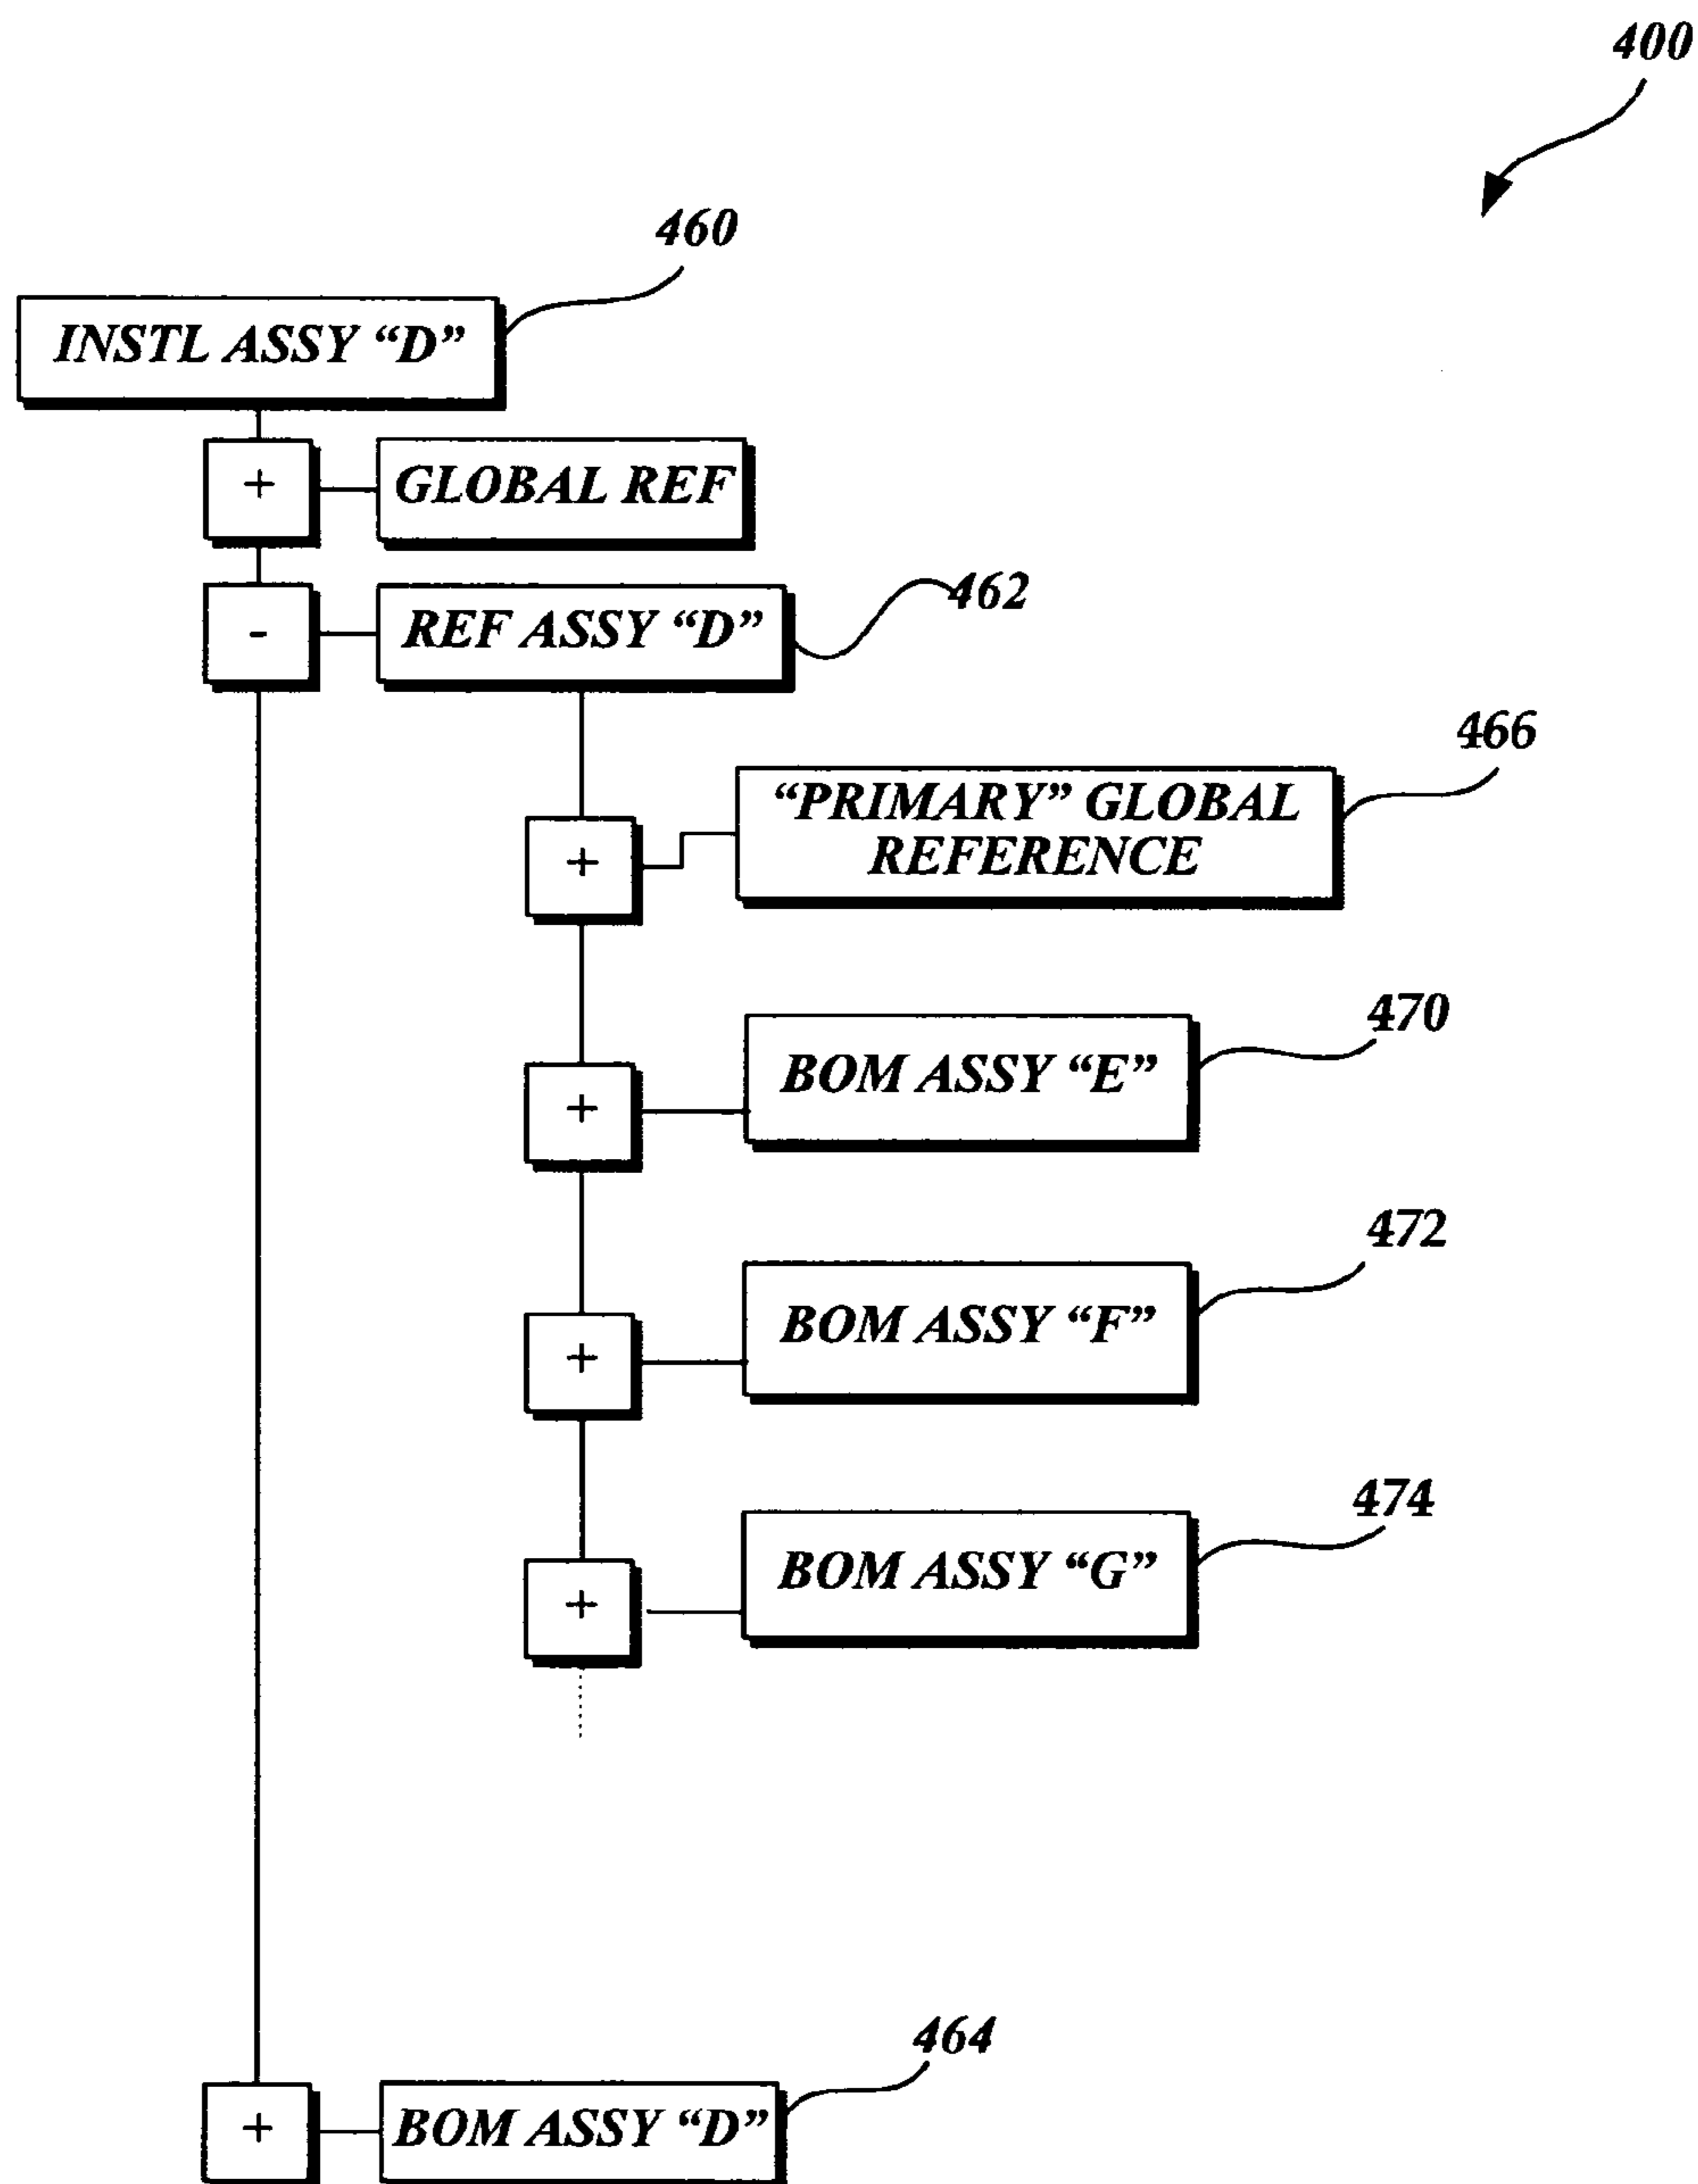 400
460
INSTL ASSY “D”
+
GLOBAL REF
-
REF ASSY “D”
462
466
“PRIMARY” GLOBAL
REFERENCE
+
470
BOM ASSY “E”
+
472
BOM ASSY “F”
+
474
BOM ASSY “G”
+
464
+
BOM ASSY “D”